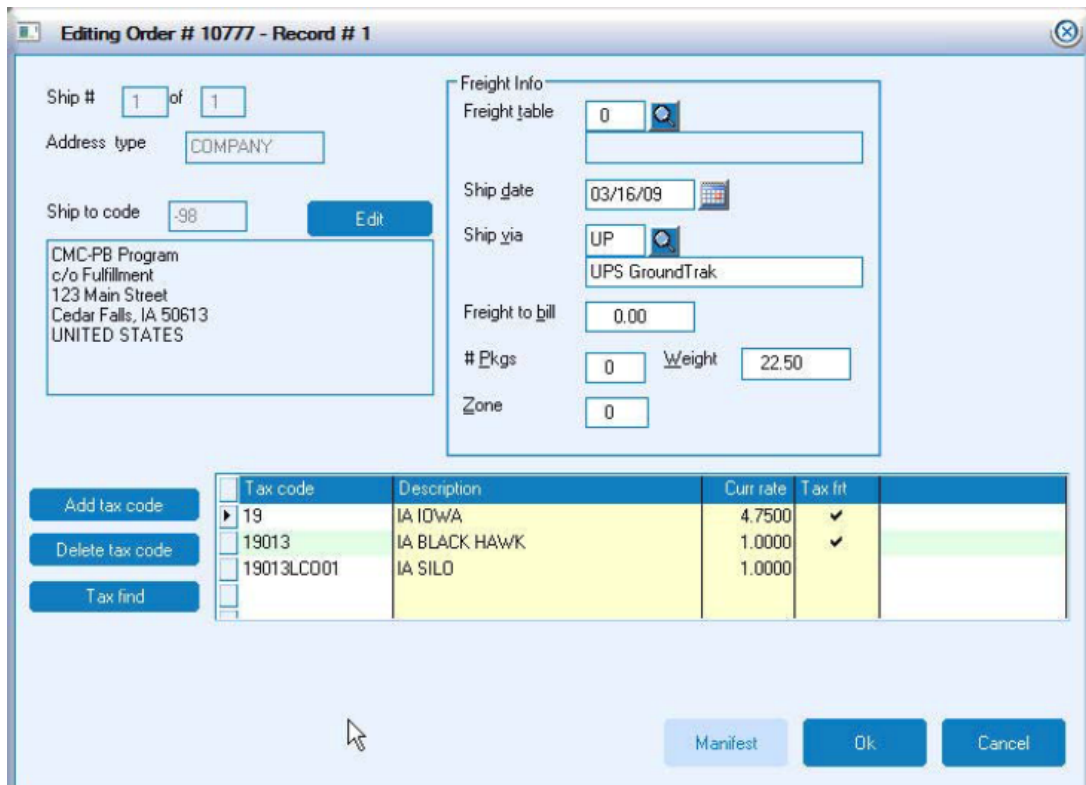 Editing Order # 10777 - Record # 1
Ship # 1 of 1
Address type COMPANY
Ship to code -98 Edit
CMC-PB Program
c/o Fulfillment
123 Main Street
Cedar Falls, IA 50613
UNITED STATES
Freight Info
Freight table 0
Ship date 03/16/09
Ship via UP
UPS GroundTrak
Freight to bill 0.00
# Pkgs 0 Weight 22.50
Zone 0
Add tax code
Delete tax code
Tax find
Tax code Description Curr rate Tax frt
19 IA IOWA 4.7500 ✔
19013 IA BLACK HAWK 1.0000 ✔
19013LCO01 IA SILO 1.0000
Manifest Ok Cancel